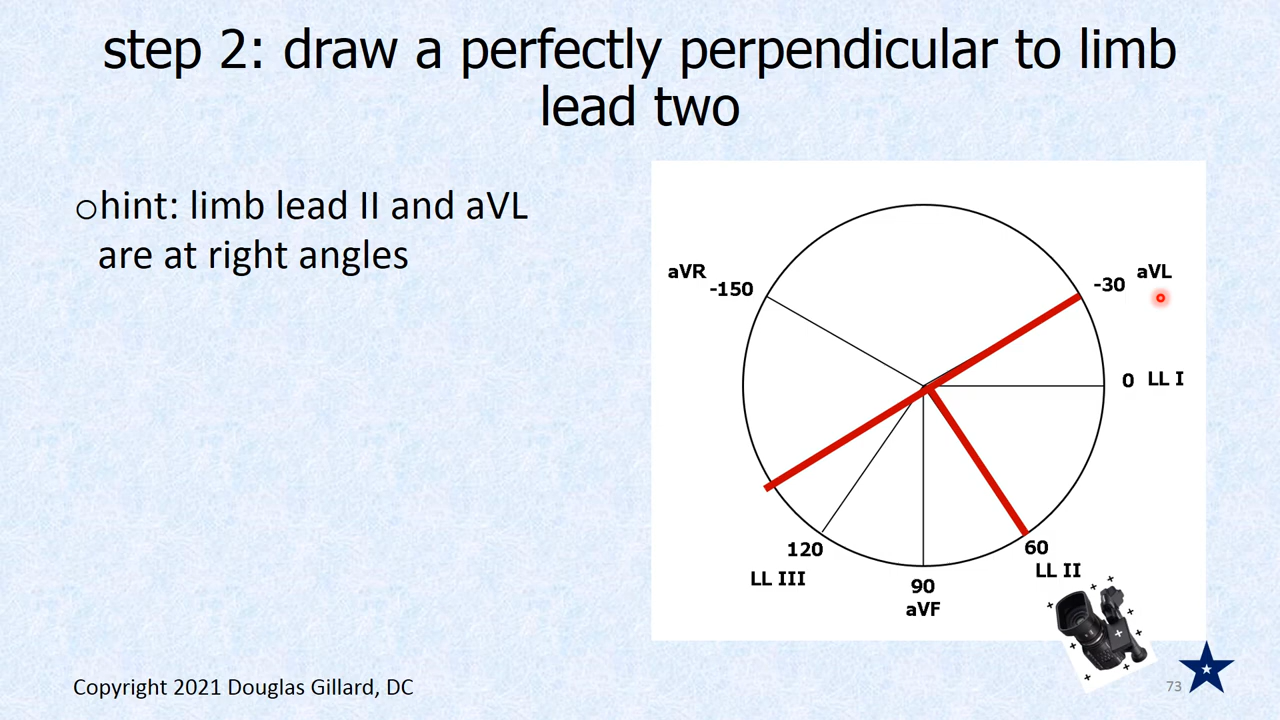 step 2: draw a perfectly perpendicular to limb
lead two
ohint: limb lead II and aVL
are at right angles
aVR
-150
aVL
-30
0 LL I
120
LL III
60
LL II
90
aVF
Copyright 2021 Douglas Gillard, DC
73